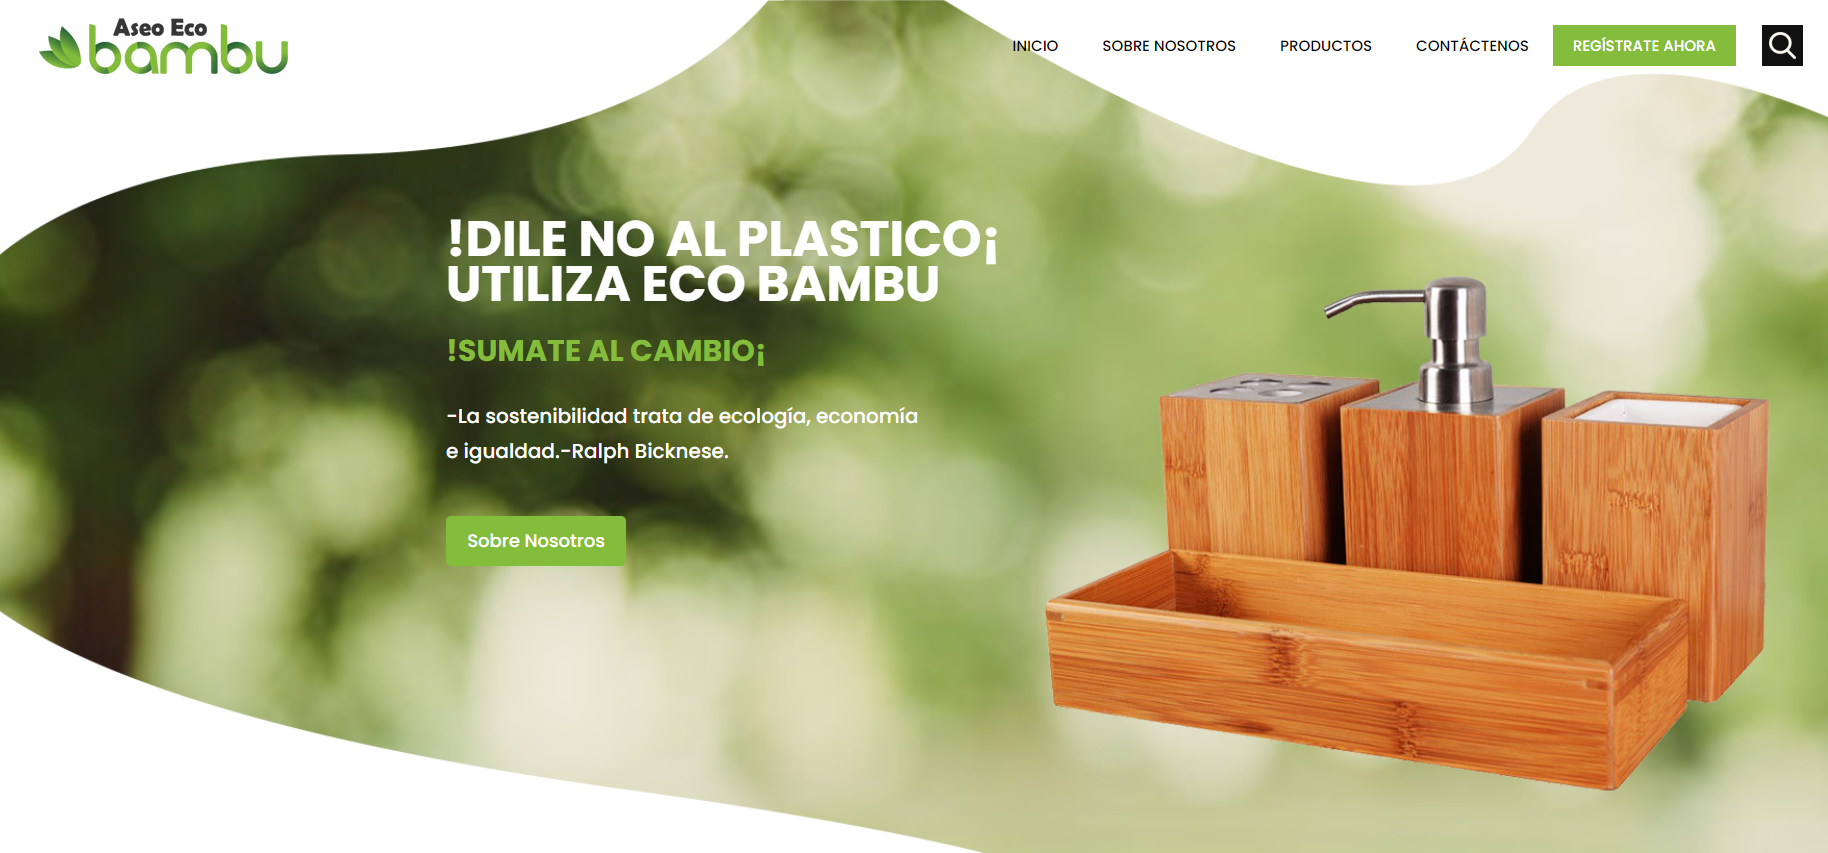 Aseo Eco
bambu
INICIO SOBRE NOSOTROS PRODUCTOS CONTÁCTENOS REGÍSTRATE AHORA
!DILE NO AL PLASTICO¡
UTILIZA ECO BAMBU
!SUMATE AL CAMBIO¡
-La sostenibilidad trata de ecología, economía
e igualdad.-Ralph Bicknese.
Sobre Nosotros